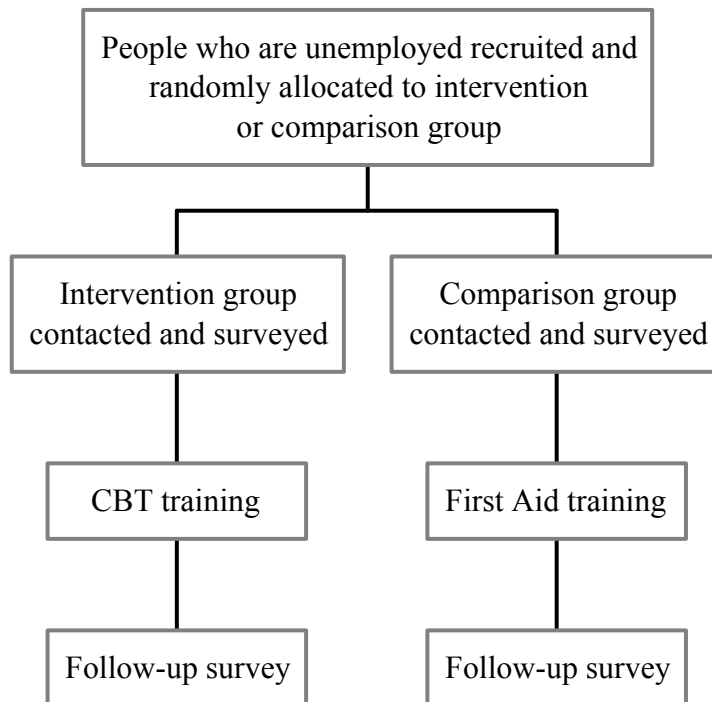 People who are unemployed recruited and
randomly allocated to intervention
or comparison group
Intervention group
contacted and surveyed
Comparison group
contacted and surveyed
CBT training
First Aid training
Follow-up survey
Follow-up survey